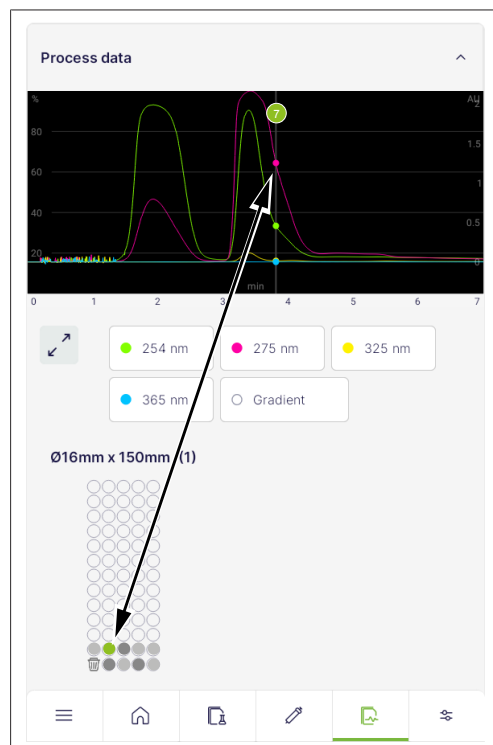 Process data
%
AU
2
7
80
1.5
60
1
40
0.5
20
0
min
0 1 2 3 4 5 6 7
254 nm 275 nm 325 nm
365 nm Gradient
Ø16mm x 150mm (1)